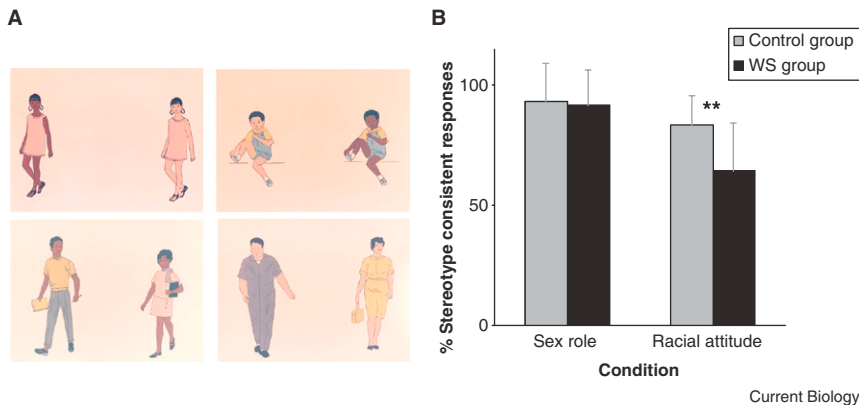 A
B
Control group
WS group
% Stereotype consistent responses
100
**
50
0
Sex role
Racial attitude
Condition
Current Biology